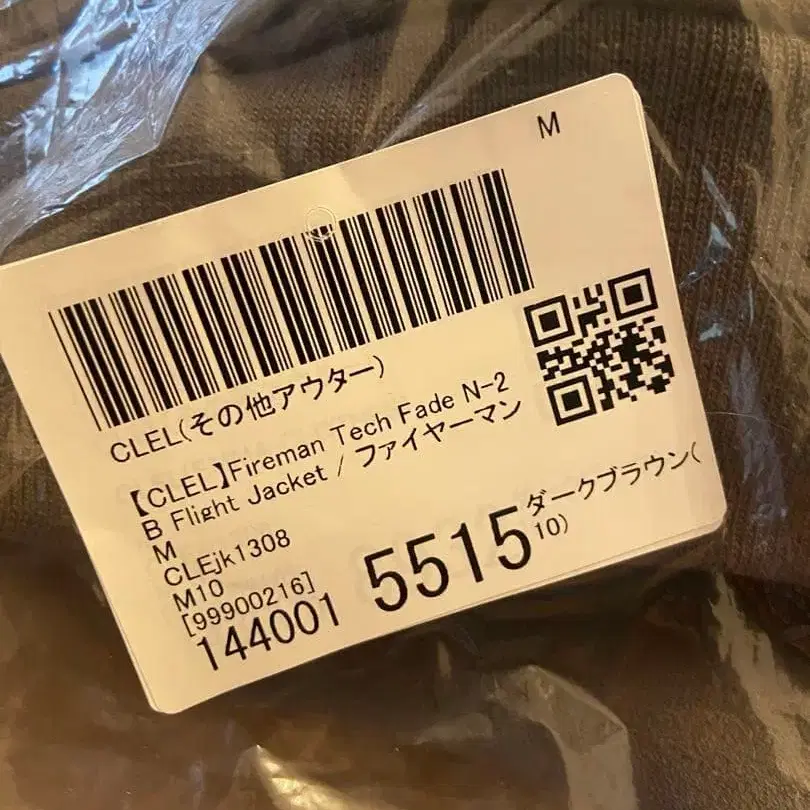 M
CLEL(その他アウター)
【CLEL】Fireman Tech Fade N-2
B Flight Jacket / ファイヤーマン
M
CLEjk1308
M10
[99900216]
144001 5515
ダークブラウン(
10)